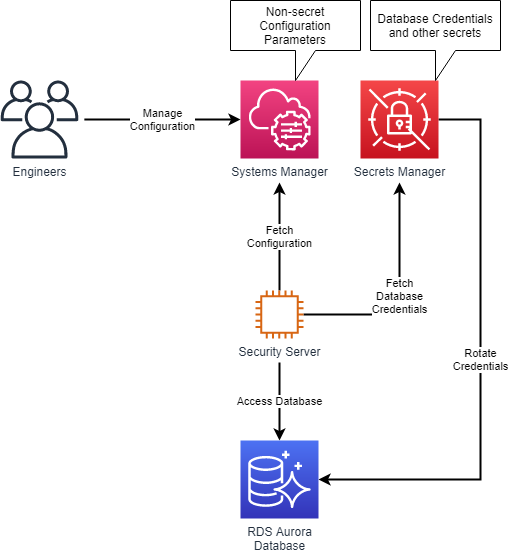 Non-secret
Configuration
Parameters
Database Credentials
and other secrets
Manage
Configuration
Engineers
Systems Manager
Secrets Manager
Fetch
Configuration
Fetch
Database
Credentials
Security Server
Rotate
Credentials
Access Database
RDS Aurora
Database